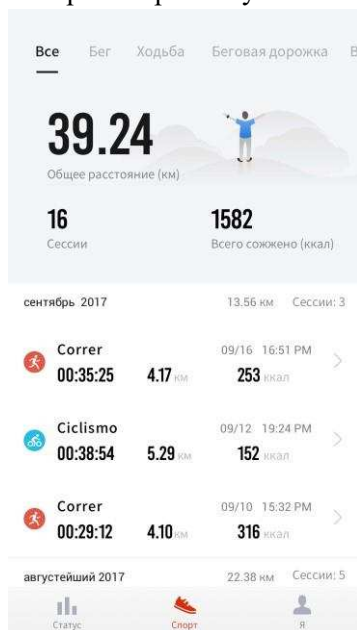 Все Бег Ходьба Беговая дорожка
39.24
Общее расстояние (км)
16 1582
Сессии Всего сожжено (ккал)
сентябрь 2017 13.56 км Сессии: 3
Correr 09/16 16:51 PM
00:35:25 4.17 км 253 ккал
Ciclismo 09/12 19:24 PM
00:38:54 5.29 км 152 ккал
Correr 09/10 15:32 PM
00:29:12 4.10 км 316 ккал
августейший 2017 22.38 км Сессии: 5
Статус Спорт Я